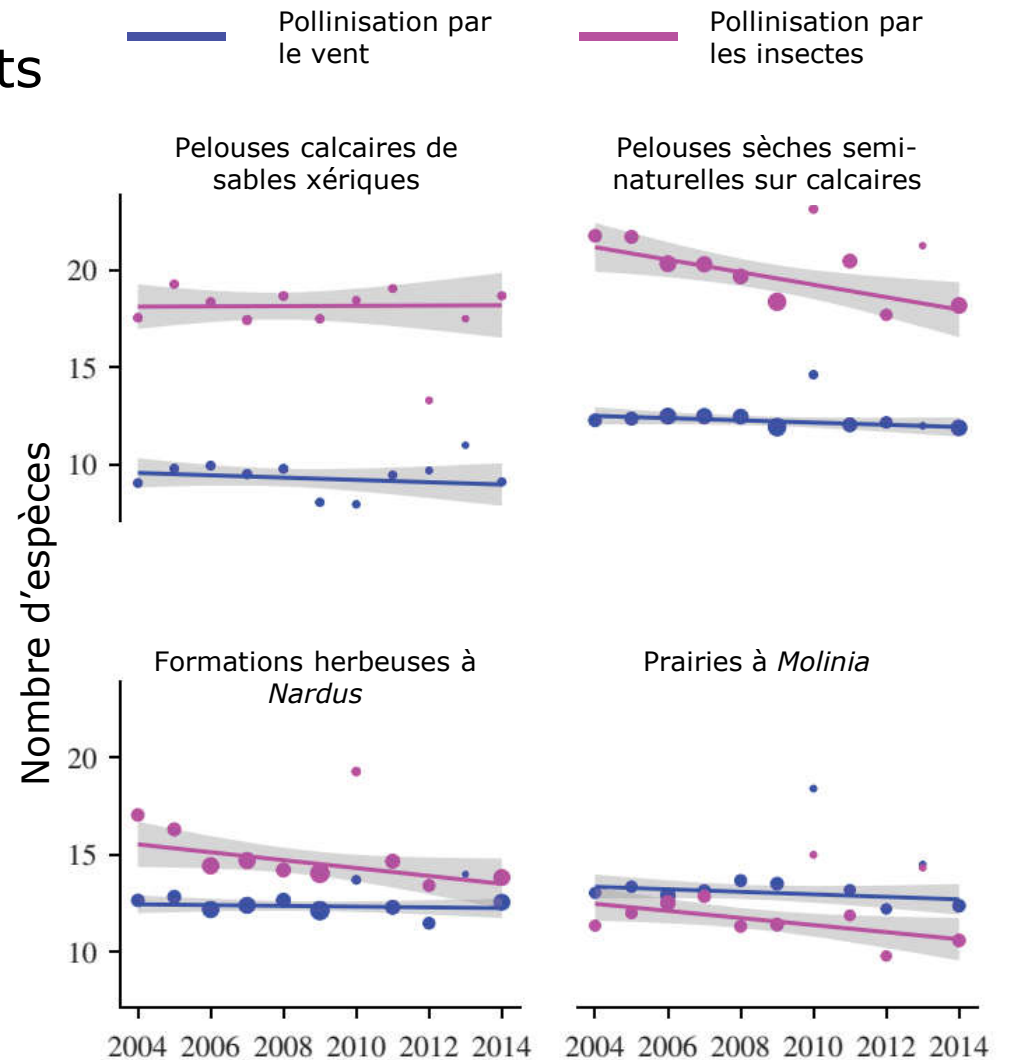 Pollinisation par
le vent
Pollinisation par
les insectes
ts
Pelouses calcaires de
sables xériques
Pelouses sèches semi-
naturelles sur calcaires
20
15
10
Nombre d’espèces
Formations herbeuses à
Nardus
Prairies à Molinia
20
15
10
2004 2006 2008 2010 2012 2014
2004 2006 2008 2010 2012 2014